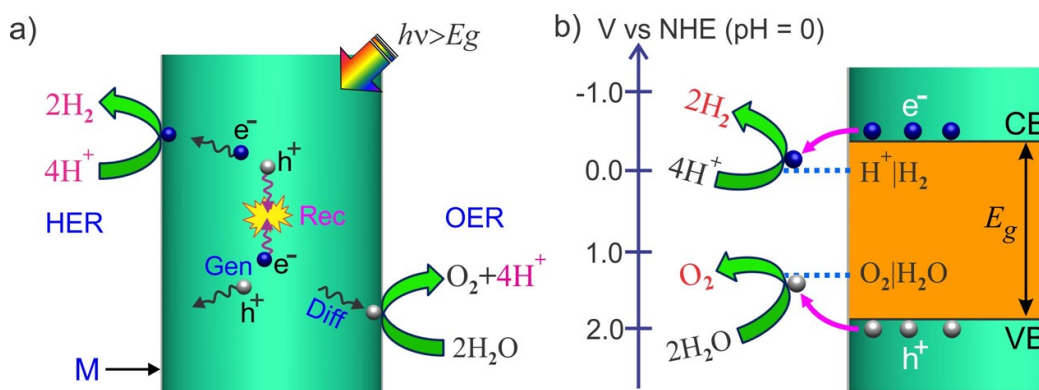 a)
hν>Eg
2H₂
4H⁺
e⁻
h⁺
HER
Rec
OER
Gen
e⁻
h⁺
Diff
O₂+4H⁺
2H₂O
M
b) V vs NHE (pH = 0)
-1.0
0.0
1.0
2.0
2H₂
4H⁺
O₂
2H₂O
e⁻
CB
H⁺|H₂
E_g
O₂|H₂O
VB
h⁺